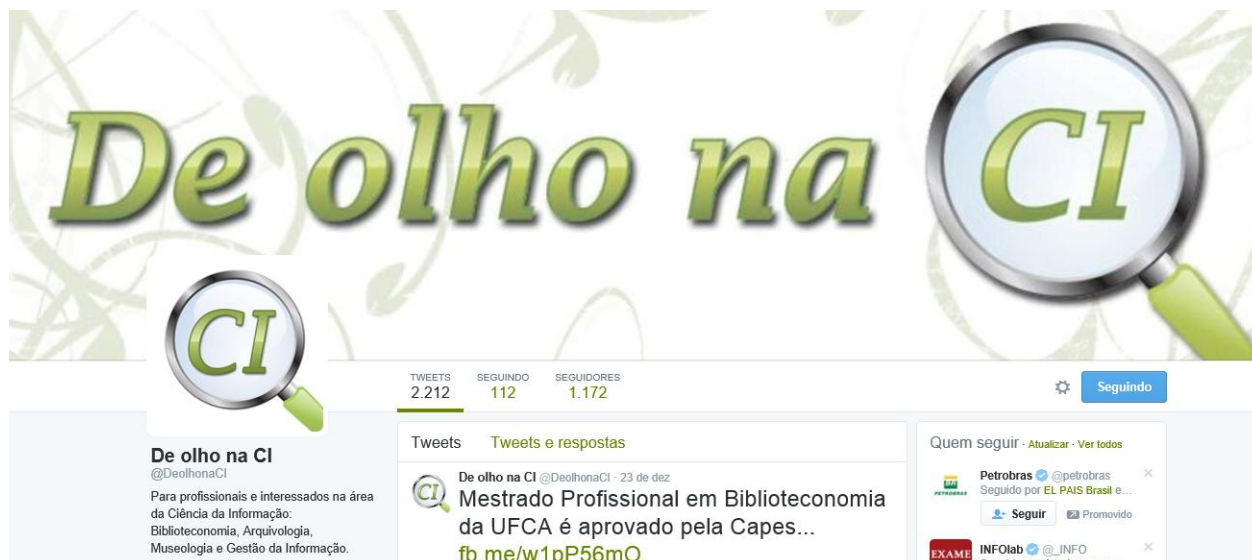 De olho na CI
CI
TWEETS SEGUINDO SEGUIDORES
2.212 112 1.172
Seguindo
De olho na CI
@DeolhonaCI
Para profissionais e interessados na área
da Ciência da Informação:
Biblioteconomia, Arquivologia,
Museologia e Gestão da Informação.
Tweets Tweets e respostas
CI
De olho na CI @DeolhonaCI · 23 de dez
Mestrado Profissional em Biblioteconomia
da UFCA é aprovado pela Capes...
fb.me/w1pP56mO
Quem seguir · Atualizar · Ver todos
PETROBRAS
Petrobras @petrobras
Seguido por EL PAIS Brasil e...
Seguir Promovido
EXAME
INFOlab @_INFO